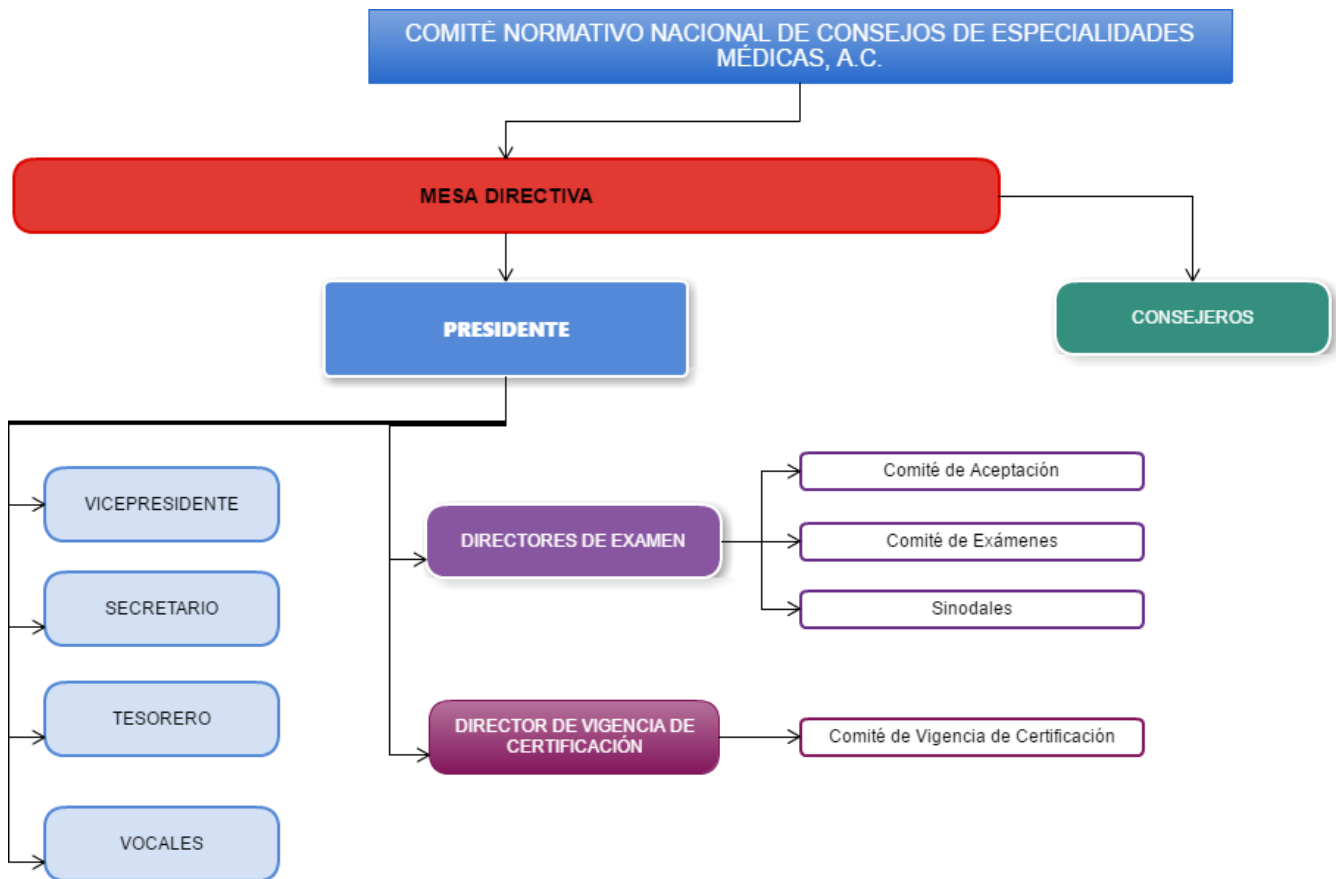 COMITÉ NORMATIVO NACIONAL DE CONSEJOS DE ESPECIALIDADES
MÉDICAS, A.C.
MESA DIRECTIVA
PRESIDENTE
CONSEJEROS
VICEPRESIDENTE
SECRETARIO
TESORERO
VOCALES
DIRECTORES DE EXAMEN
Comité de Aceptación
Comité de Exámenes
Sinodales
DIRECTOR DE VIGENCIA DE
CERTIFICACIÓN
Comité de Vigencia de Certificación